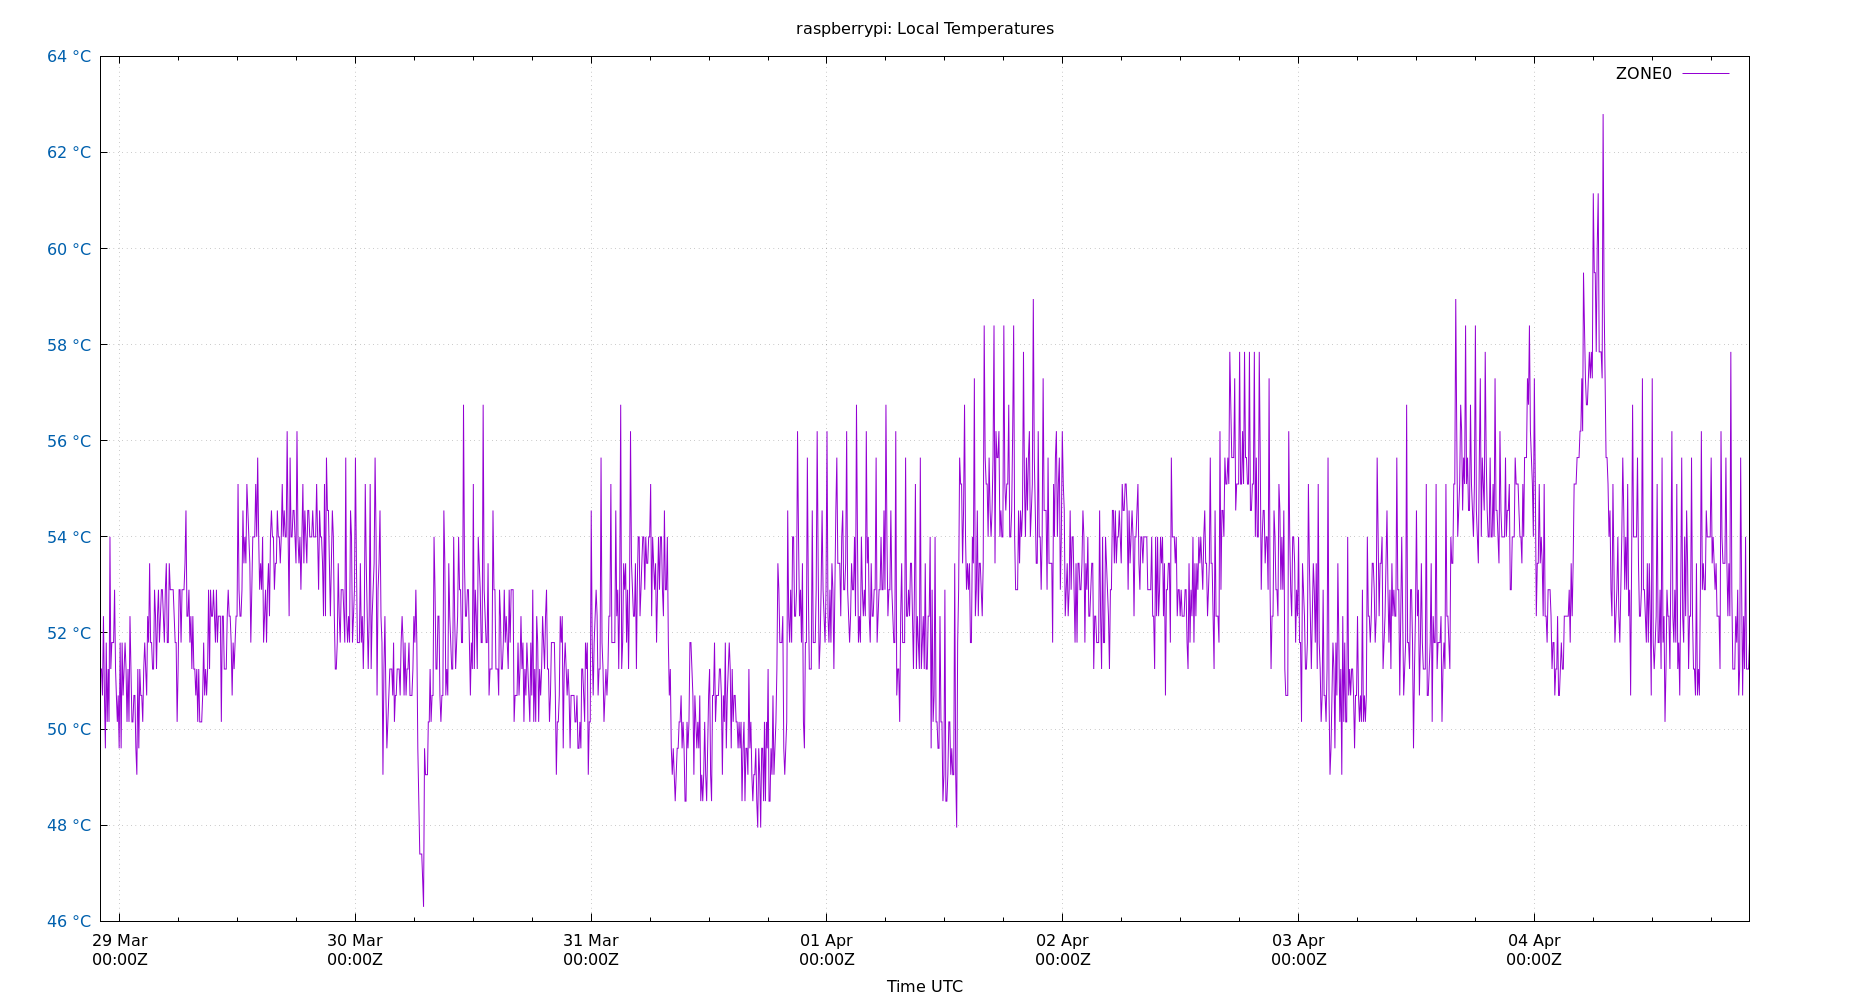 raspberrypi: Local Temperatures
64 °C
ZONE0
62 °C
60 °C
58 °C
56 °C
54 °C
52 °C
50 °C
48 °C
46 °C
29 Mar 30 Mar 31 Mar 01 Apr 02 Apr 03 Apr 04 Apr
00:00Z 00:00Z 00:00Z 00:00Z 00:00Z 00:00Z 00:00Z
Time UTC